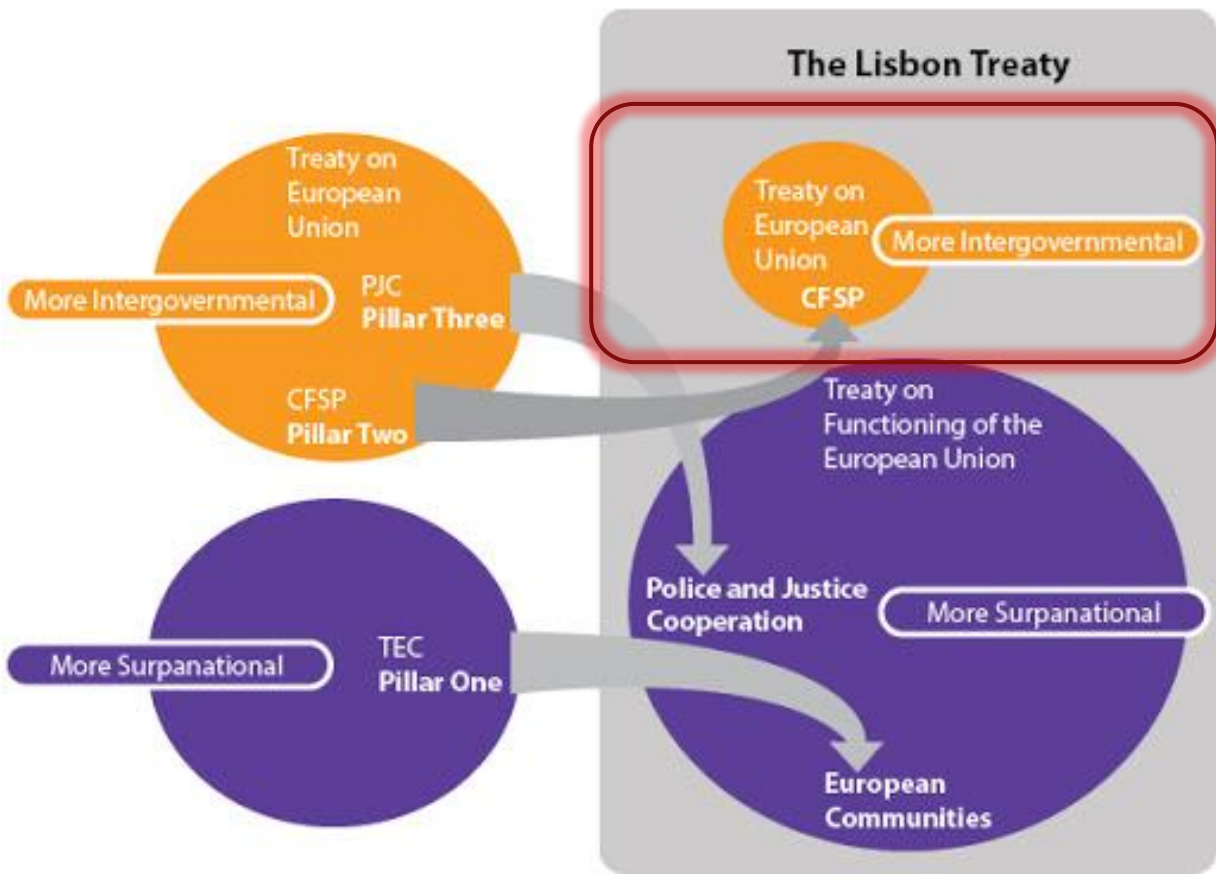 The Lisbon Treaty
Treaty on
European
Union
More Intergovernmental
PJC
Pillar Three
CFSP
Pillar Two
Treaty on
European
Union
More Intergovernmental
CFSP
Treaty on
Functioning of the
European Union
Police and Justice
Cooperation
More Surpanational
More Surpanational
TEC
Pillar One
European
Communities